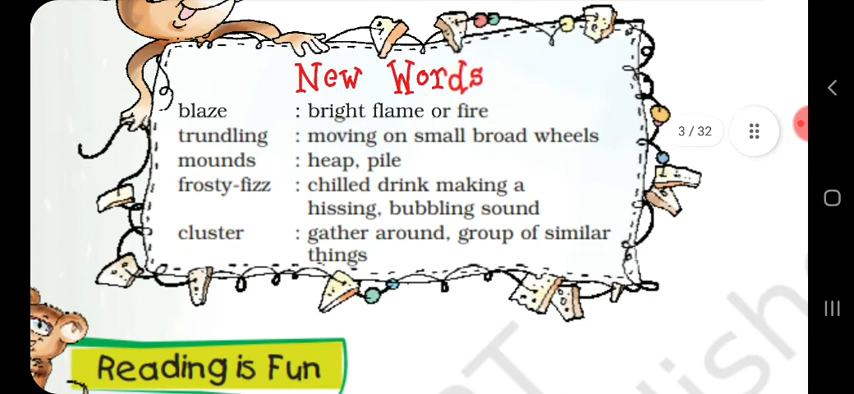 New Words
blaze : bright flame or fire
trundling : moving on small broad wheels
mounds : heap, pile
frosty-fizz : chilled drink making a
hissing, bubbling sound
cluster : gather around, group of similar
things
3 / 32
Reading is Fun